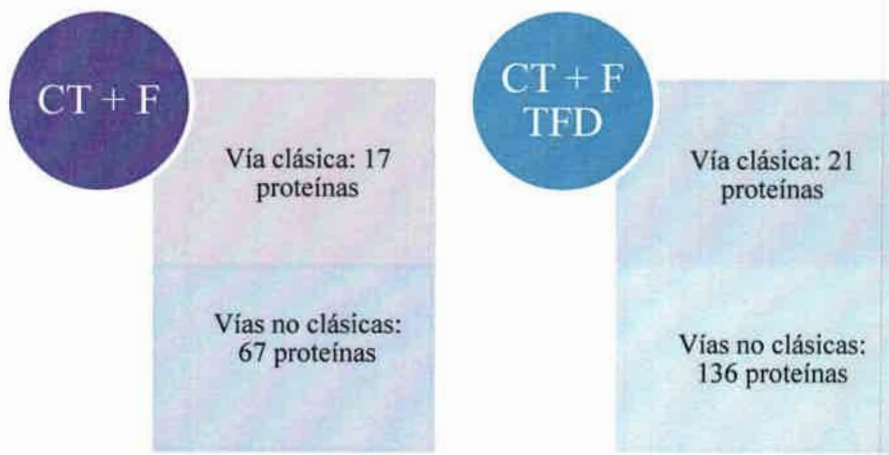 CT + F
Vía clásica: 17
proteínas
Vías no clásicas:
67 proteínas
CT + F
TFD
Vía clásica: 21
proteínas
Vías no clásicas:
136 proteínas